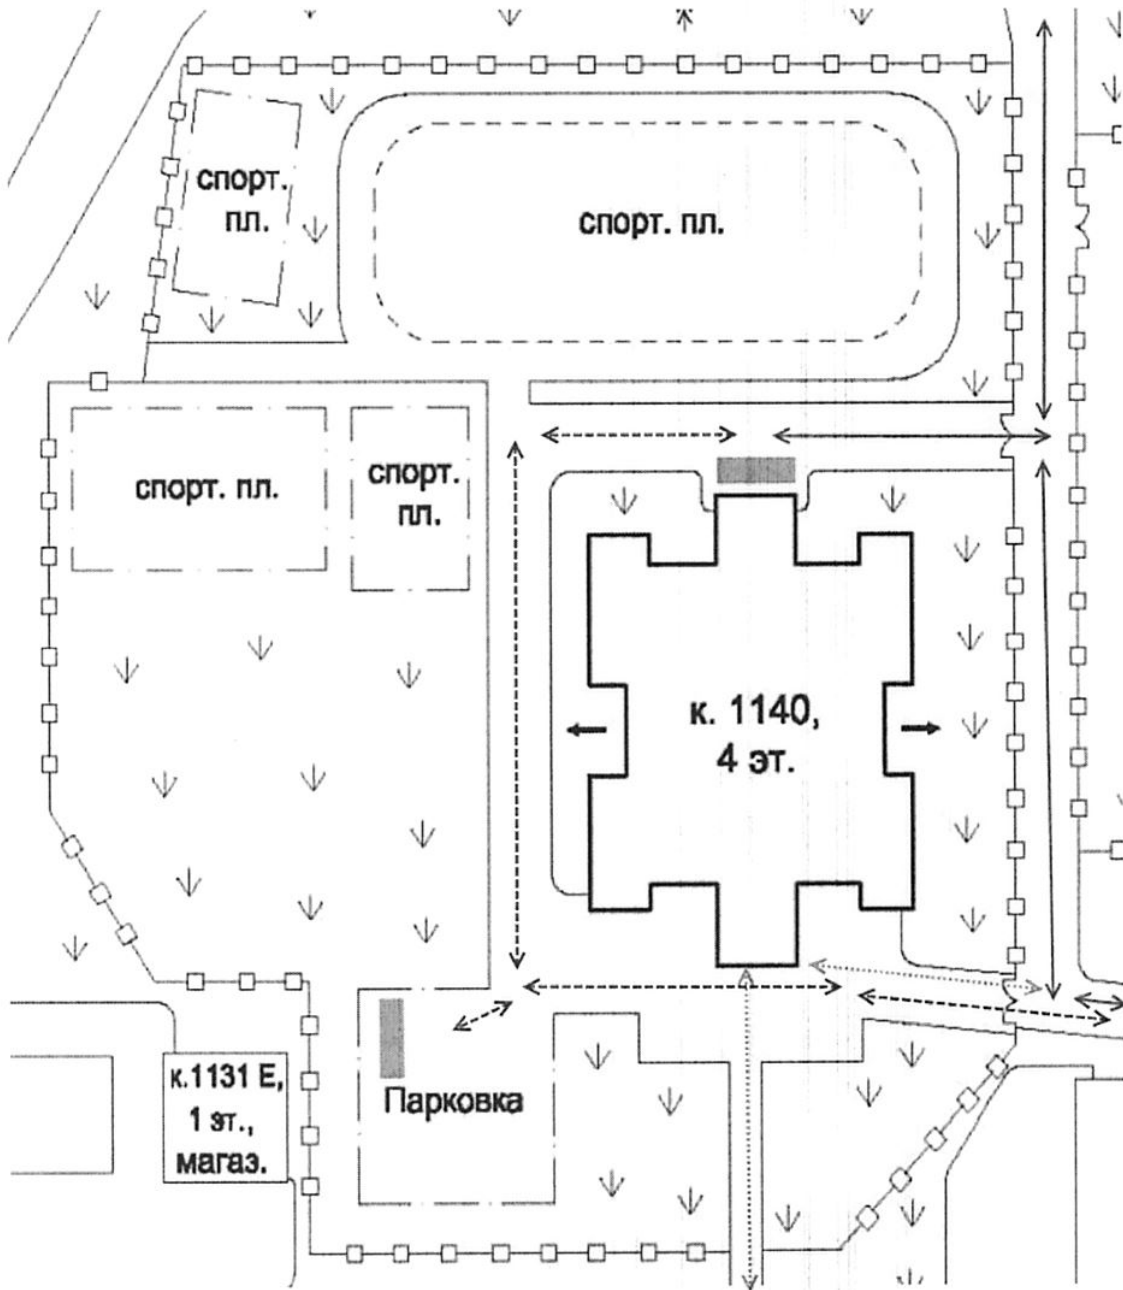 спорт.
пл.
спорт. пл.
спорт. пл.
спорт.
пл.
к. 1140,
4 эт.
к.1131 Е,
1 эт.,
магаз.
Парковка